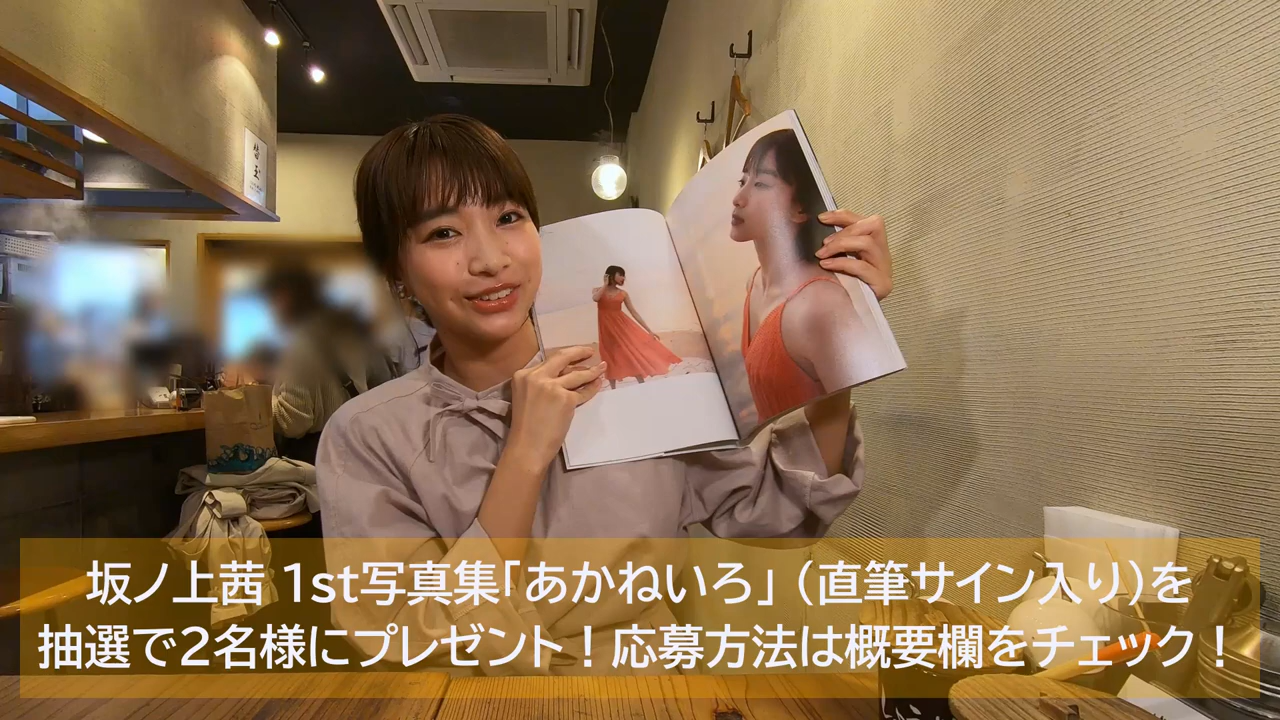 坂ノ上茜 1st写真集「あかねいろ」（直筆サイン入り）を
抽選で2名様にプレゼント！応募方法は概要欄をチェック！